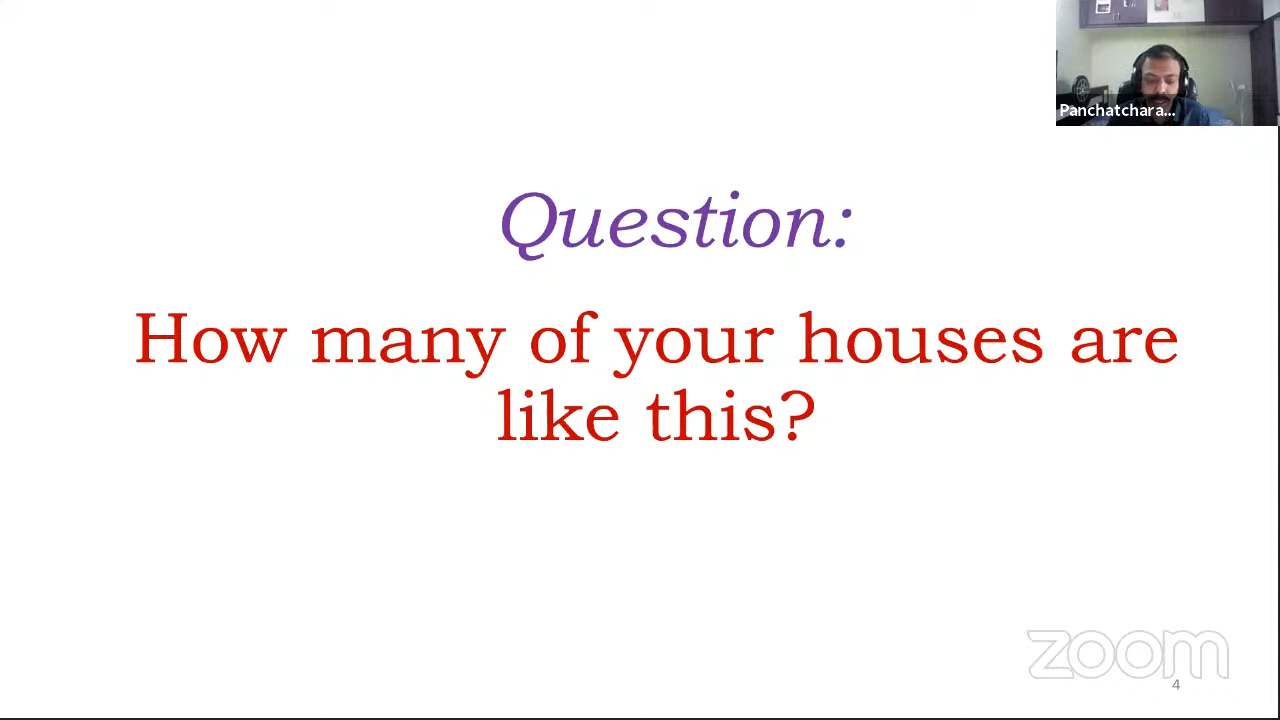 Panchatchara...
Question:
How many of your houses are
like this?
zoom
4